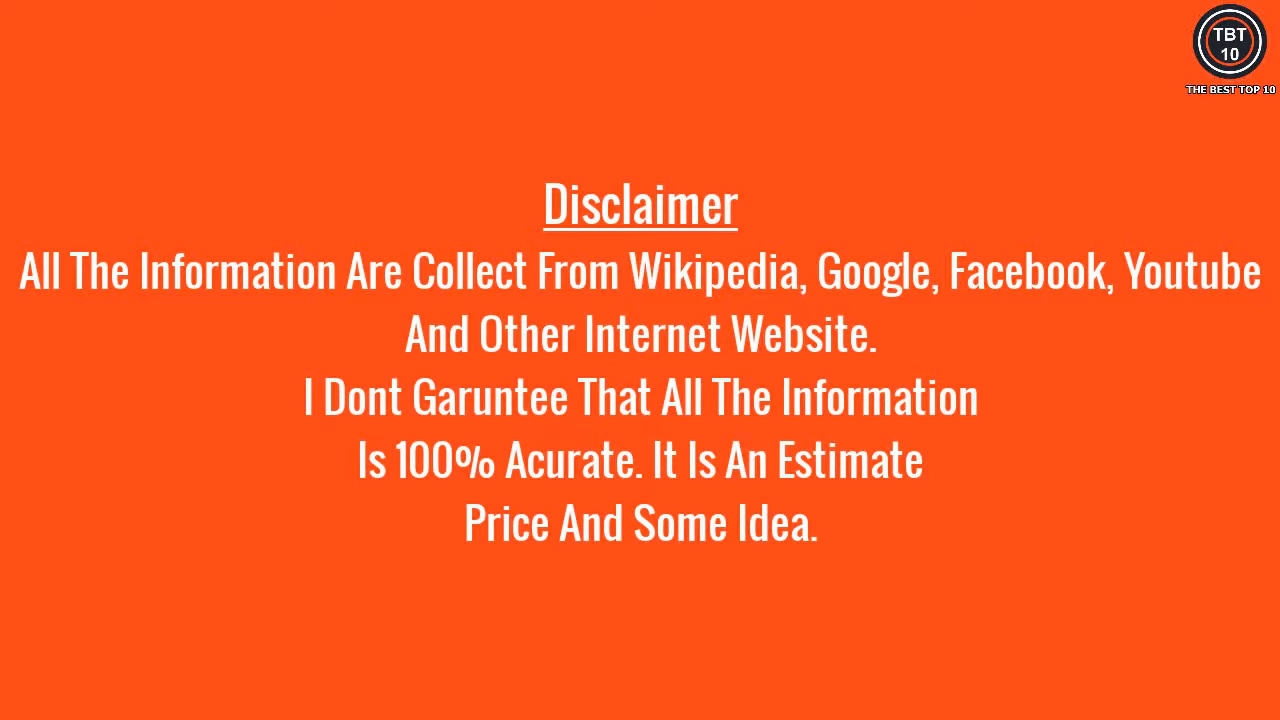 TBT
10
THE BEST TOP 10
Disclaimer
All The Information Are Collect From Wikipedia, Google, Facebook, Youtube
And Other Internet Website.
I Dont Garuntee That All The Information
Is 100% Acurate. It Is An Estimate
Price And Some Idea.